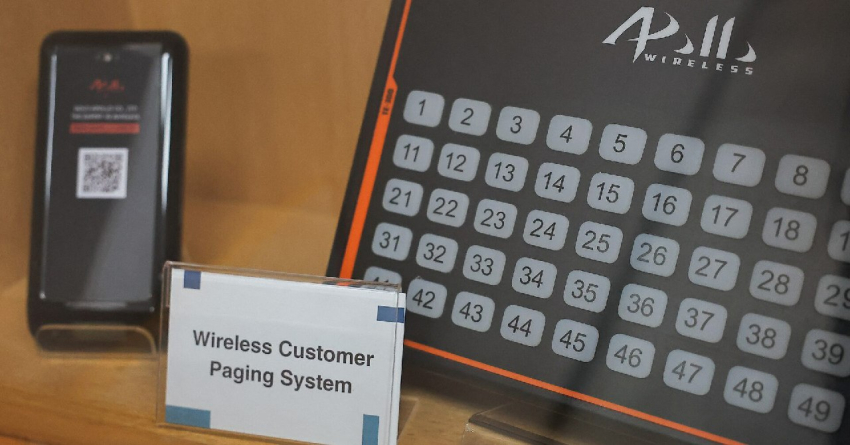 Apollo
WIRELESS
1 2 3 4 5 6 7 8
11 12 13 14 15 16 17 18
21 22 23 24 25 26 27 28 29
31 32 33 34 35 36 37 38 39
42 43 44 45 46 47 48 49
Wireless Customer
Paging System